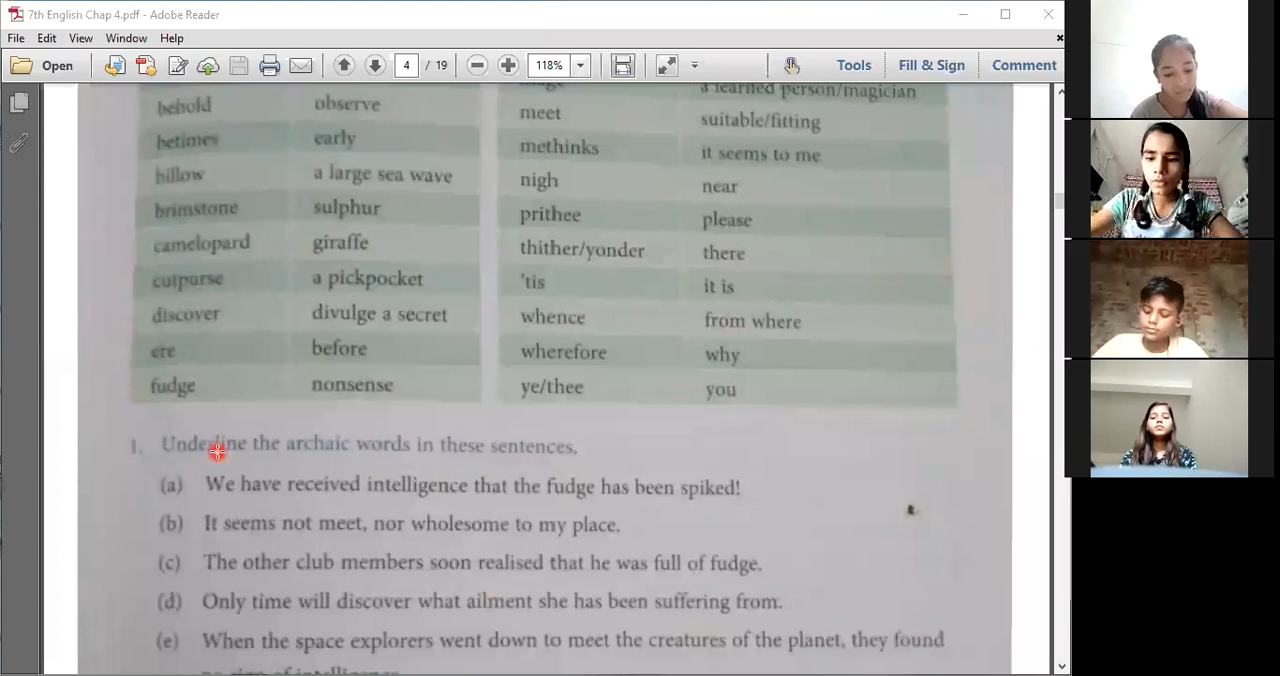 7th English Chap 4.pdf - Adobe Reader
File Edit View Window Help
Open 4 / 19 118% Tools Fill & Sign Comment
a learned person/magician
behold observe meet suitable/fitting
betimes early methinks it seems to me
billow a large sea wave nigh near
brimstone sulphur prithee please
camelopard giraffe thither/yonder there
cutpurse a pickpocket 'tis it is
discover divulge a secret whence from where
ere before wherefore why
fudge nonsense ye/thee you
1. Underline the archaic words in these sentences.
(a) We have received intelligence that the fudge has been spiked!
(b) It seems not meet, nor wholesome to my place.
(c) The other club members soon realised that he was full of fudge.
(d) Only time will discover what ailment she has been suffering from.
(e) When the space explorers went down to meet the creatures of the planet, they found